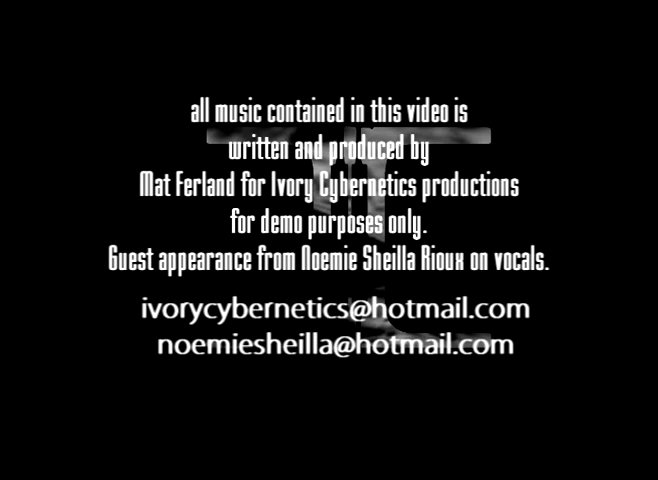 all music contained in this video is
written and produced by
Mat Ferland for Ivory Cybernetics productions
for demo purposes only.
Guest appearance from Noemie Sheilla Rioux on vocals.
ivorycybernetics@hotmail.com
noemiesheilla@hotmail.com